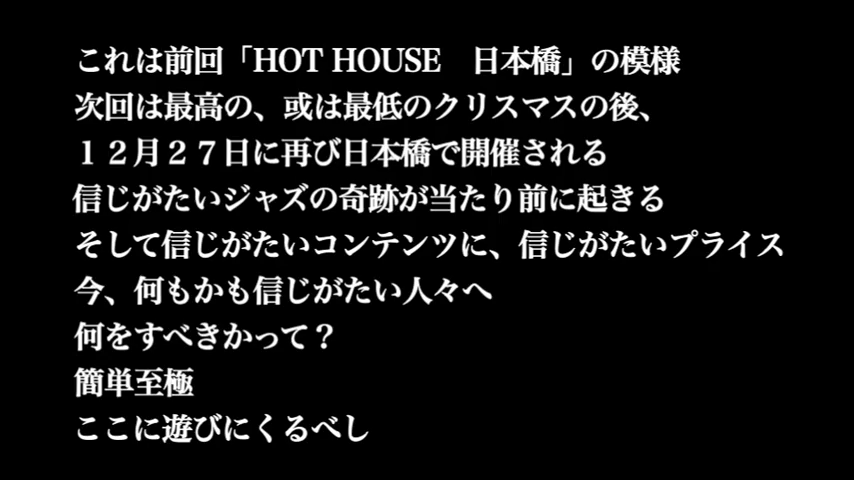 これは前回「HOT HOUSE　日本橋」の模様
次回は最高の、或は最低のクリスマスの後、
１２月２７日に再び日本橋で開催される
信じがたいジャズの奇跡が当たり前に起きる
そして信じがたいコンテンツに、信じがたいプライス
今、何もかも信じがたい人々へ
何をすべきかって？
簡単至極
ここに遊びにくるべし